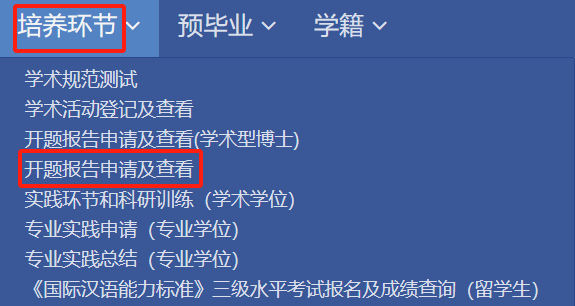 培养环节 预毕业 学籍
学术规范测试
学术活动登记及查看
开题报告申请及查看(学术型博士)
开题报告申请及查看
实践环节和科研训练（学术学位）
专业实践申请（专业学位）
专业实践总结（专业学位）
《国际汉语能力标准》三级水平考试报名及成绩查询（留学生）